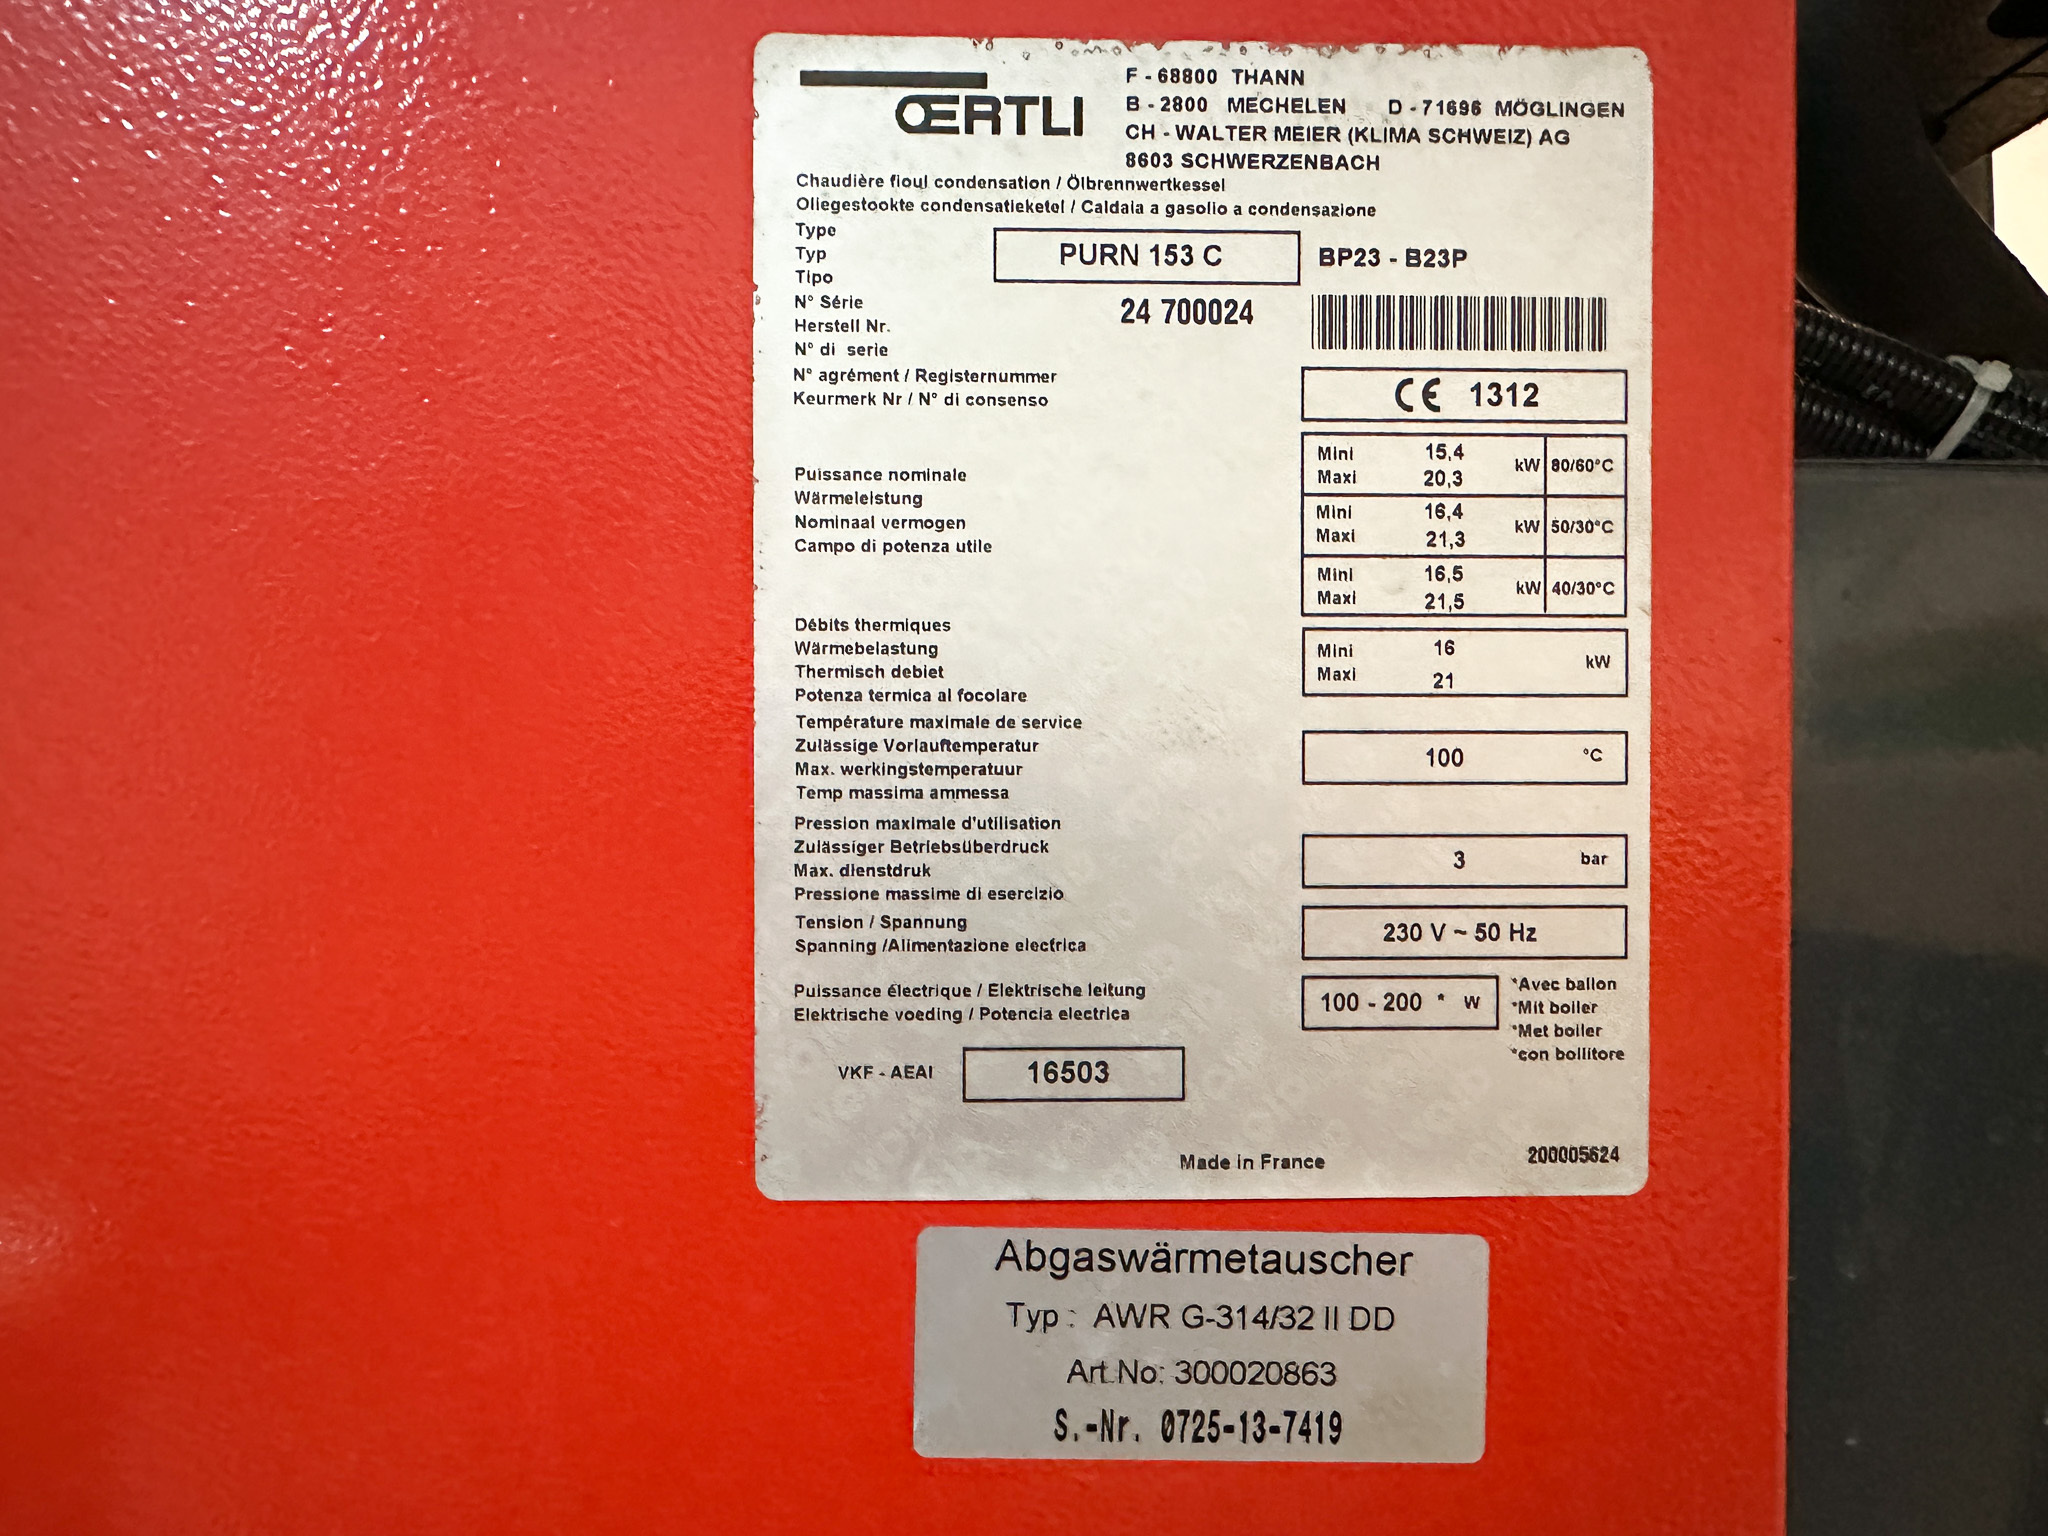 ŒRTLI
F - 68800 THANN
B - 2800 MECHELEN D - 71696 MÖGLINGEN
CH - WALTER MEIER (KLIMA SCHWEIZ) AG
8603 SCHWERZENBACH
Chaudière fioul condensation / Ölbrennwertkessel
Oliegestookte condensatieketel / Caldaia a gasolio a condensazione
Type
Typ
Tipo
PURN 153 C BP23 - B23P
N° Série
Herstell Nr.
N° di serie
24 700024
N° agrément / Registernummer
Keurmerk Nr / N° di consenso
CE 1312
Puissance nominale
Wärmeleistung
Nominaal vermogen
Campo di potenza utile
Mini 15,4
Maxi 20,3
kW 80/60°C
Mini 16,4
Maxi 21,3
kW 50/30°C
Mini 16,5
Maxi 21,5
kW 40/30°C
Débits thermiques
Wärmebelastung
Thermisch debiet
Potenza termica al focolare
Mini 16
Maxi 21
kW
Température maximale de service
Zulässige Vorlauftemperatur
Max. werkingstemperatuur
Temp massima ammessa
100 °C
Pression maximale d'utilisation
Zulässiger Betriebsüberdruck
Max. dienstdruk
Pressione massime di esercizio
3 bar
Tension / Spannung
Spanning /Alimentazione electrica
230 V ~ 50 Hz
Puissance électrique / Elektrische leitung
Elektrische voeding / Potencia electrica
100 - 200 * W
*Avec ballon
*Mit boiler
*Met boiler
*con bollitore
VKF - AEAI 16503
Made in France 200005624
Abgaswärmetauscher
Typ : AWR G-314/32 II DD
Art.No: 300020863
S.-Nr. 0725-13-7419